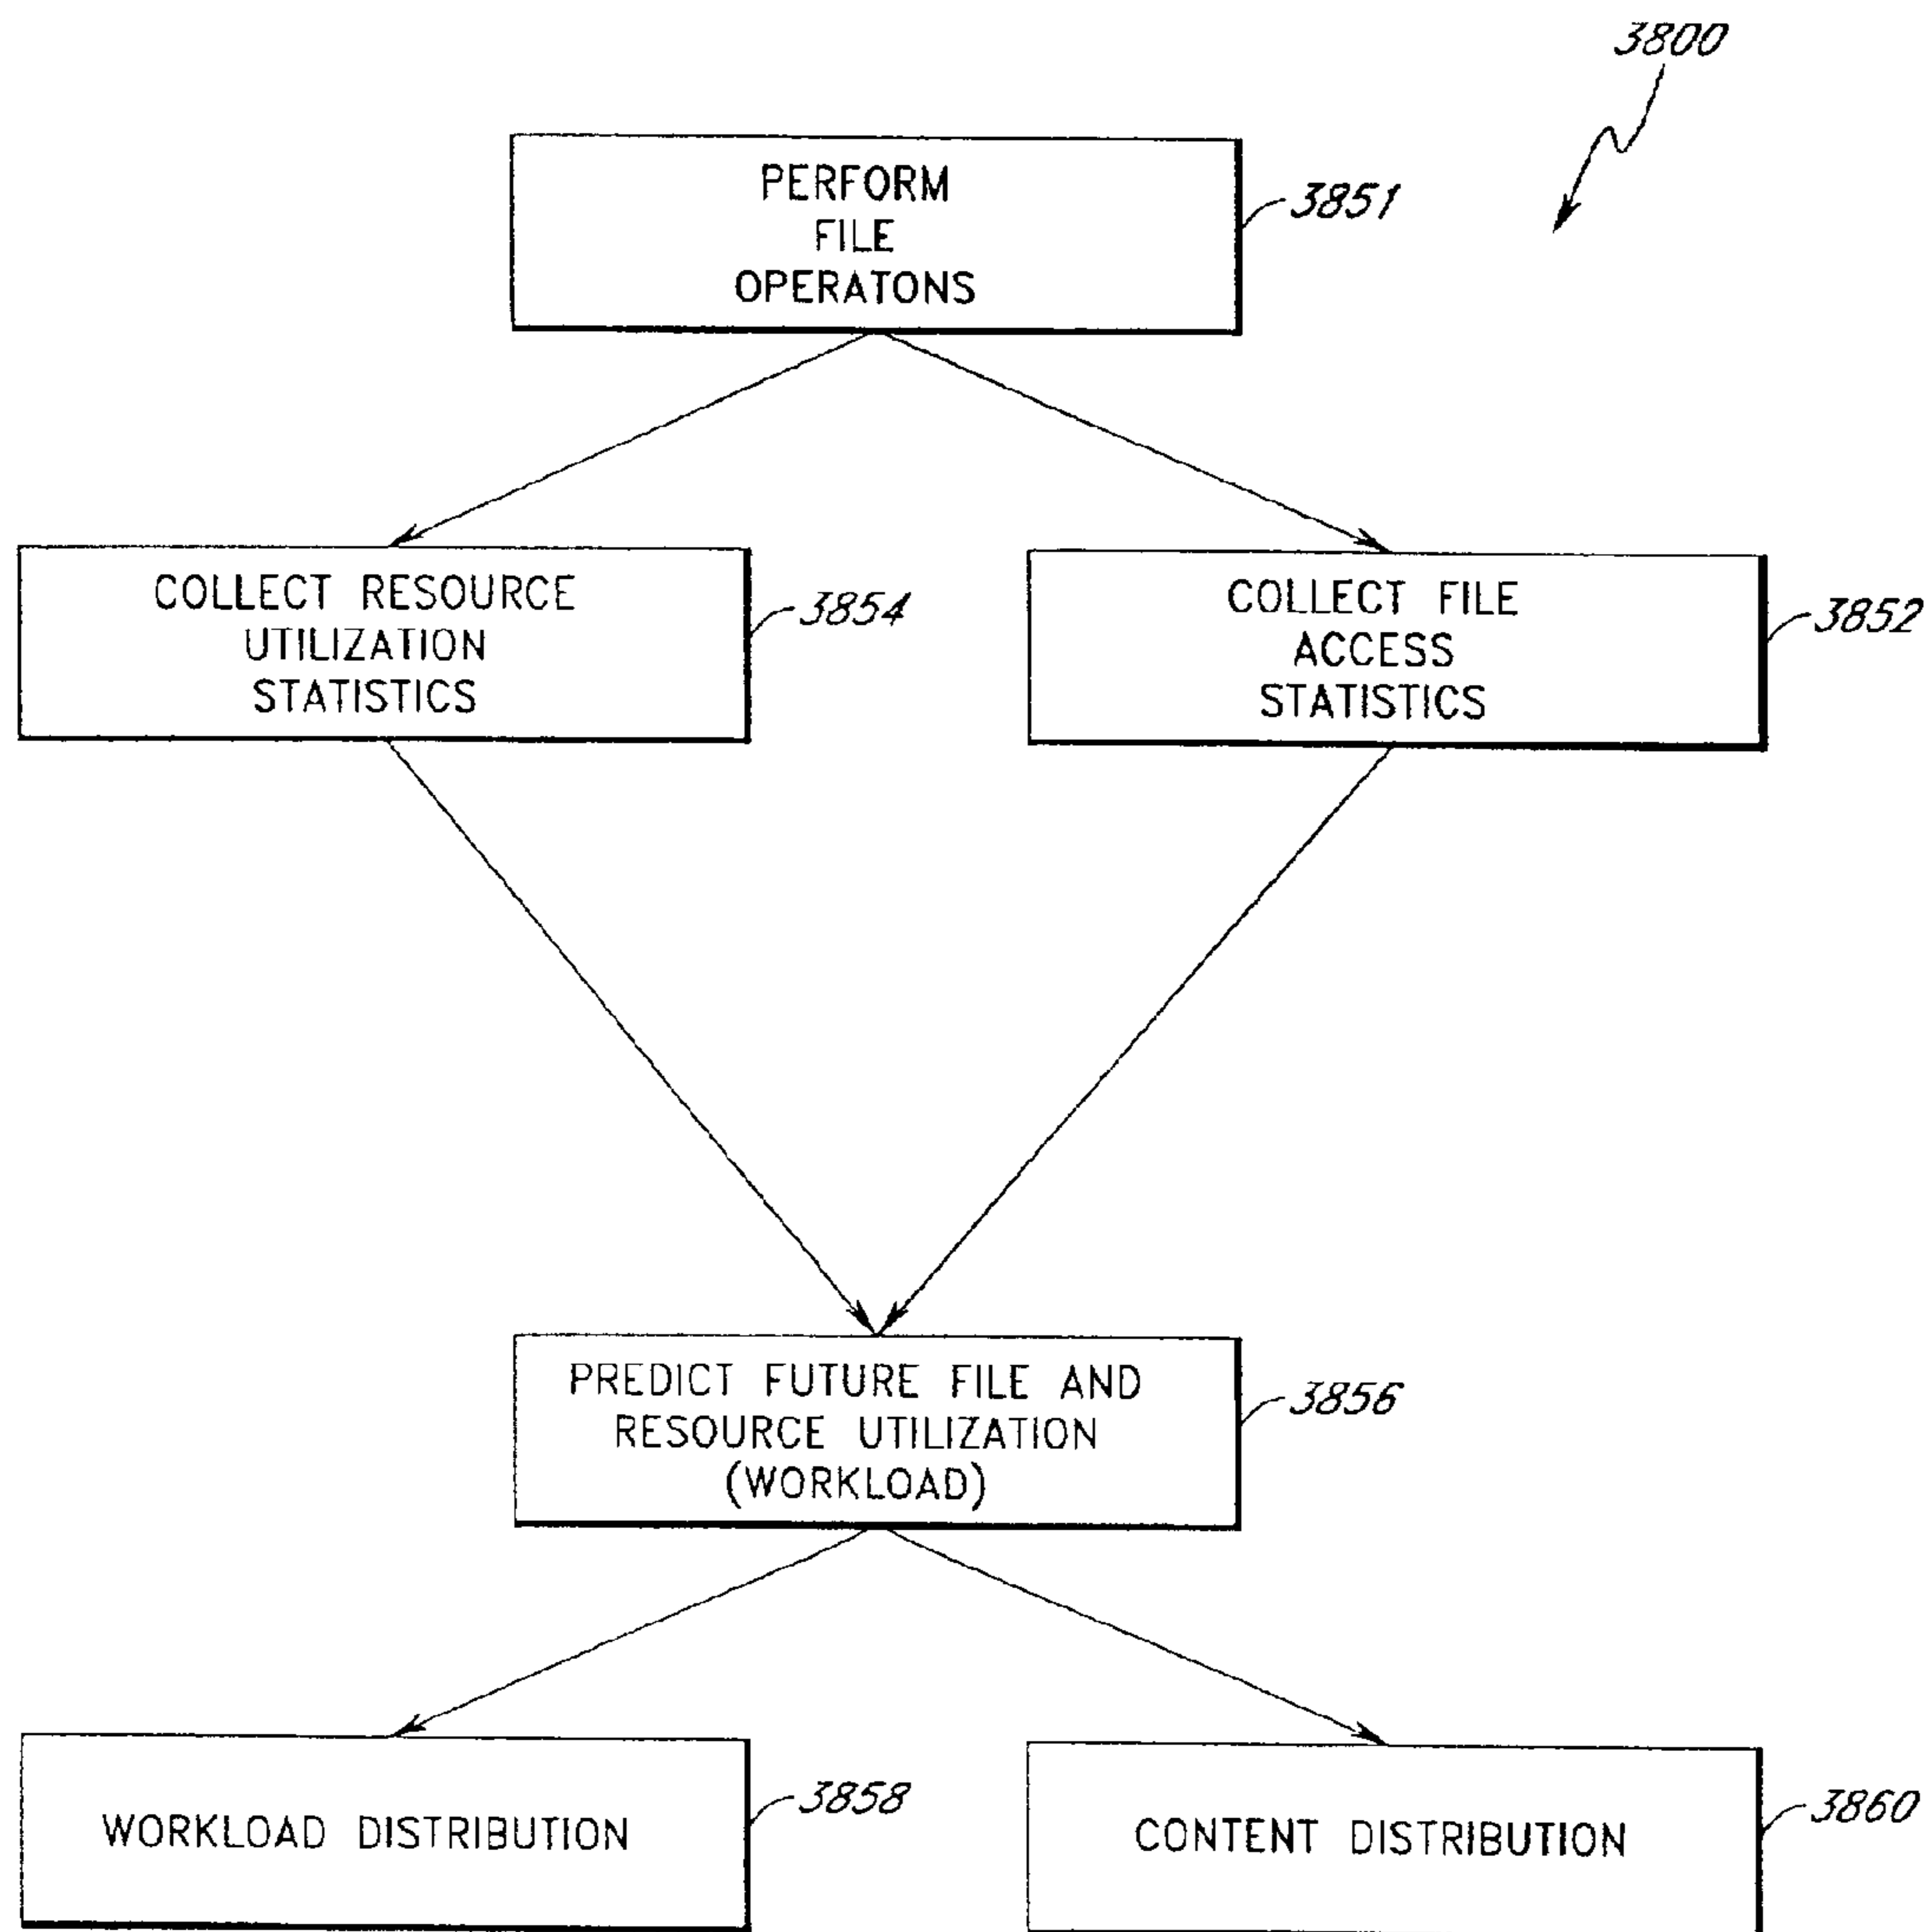 3800
PERFORM
FILE
OPERATONS
3851
COLLECT RESOURCE
UTILIZATION
STATISTICS
3854
COLLECT FILE
ACCESS
STATISTICS
3852
PREDICT FUTURE FILE AND
RESOURCE UTILIZATION
(WORKLOAD)
3856
WORKLOAD DISTRIBUTION
3858
CONTENT DISTRIBUTION
3860